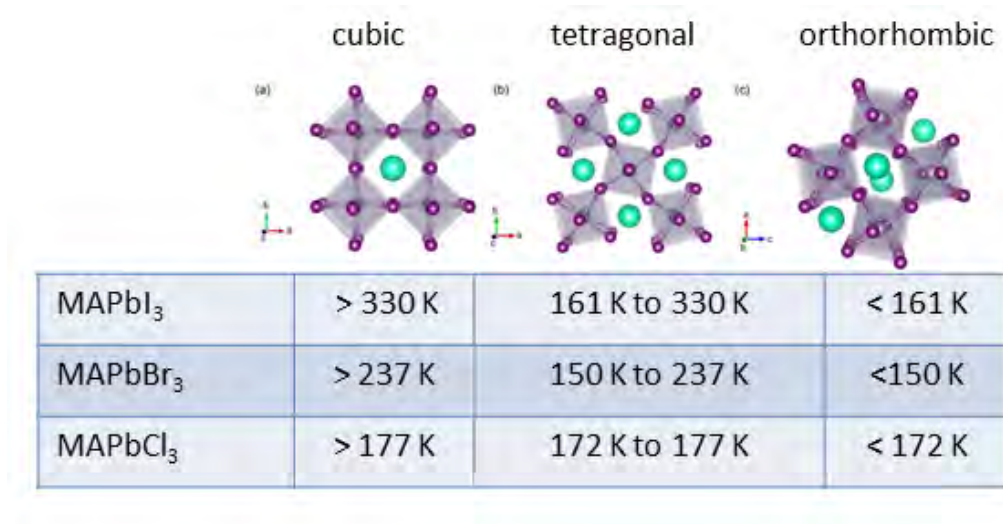 cubic tetragonal orthorhombic
(a) (b) (c)
MAPbI₃ > 330 K 161 K to 330 K < 161 K
MAPbBr₃ > 237 K 150 K to 237 K <150 K
MAPbCl₃ > 177 K 172 K to 177 K < 172 K